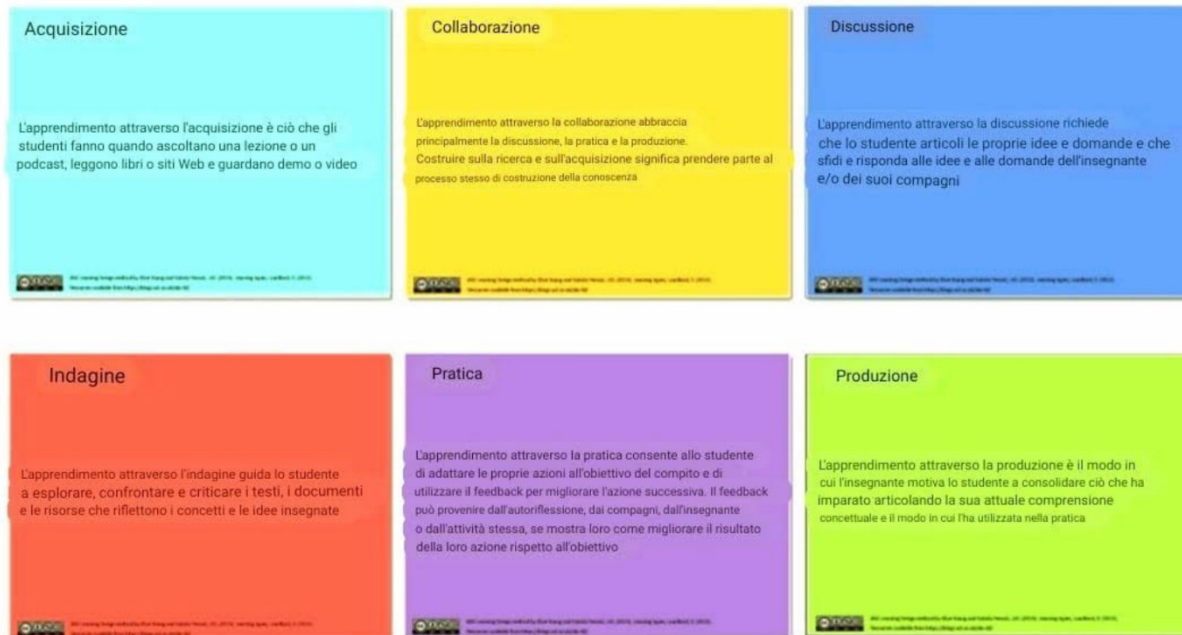 Acquisizione
L'apprendimento attraverso l'acquisizione è ciò che gli
studenti fanno quando ascoltano una lezione o un
podcast, leggono libri o siti Web e guardano demo o video
Collaborazione
L'apprendimento attraverso la collaborazione abbraccia
principalmente la discussione, la pratica e la produzione.
Costruire sulla ricerca e sull'acquisizione significa prendere parte al
processo stesso di costruzione della conoscenza
Discussione
L'apprendimento attraverso la discussione richiede
che lo studente articoli le proprie idee e domande e che
sfidi e risponda alle idee e alle domande dell'insegnante
e/o dei suoi compagni
Indagine
L'apprendimento attraverso l'indagine guida lo studente
a esplorare, confrontare e criticare i testi, i documenti
e le risorse che riflettono i concetti e le idee insegnate
Pratica
L'apprendimento attraverso la pratica consente allo studente
di adattare le proprie azioni all'obiettivo del compito e di
utilizzare il feedback per migliorare l'azione successiva. Il feedback
può provenire dall'autoriflessione, dai compagni, dall'insegnante
o dall'attività stessa, se mostra loro come migliorare il risultato
della loro azione rispetto all'obiettivo
Produzione
L'apprendimento attraverso la produzione è il modo in
cui l'insegnante motiva lo studente a consolidare ciò che ha
imparato articolando la sua attuale comprensione
concettuale e il modo in cui l'ha utilizzata nella pratica